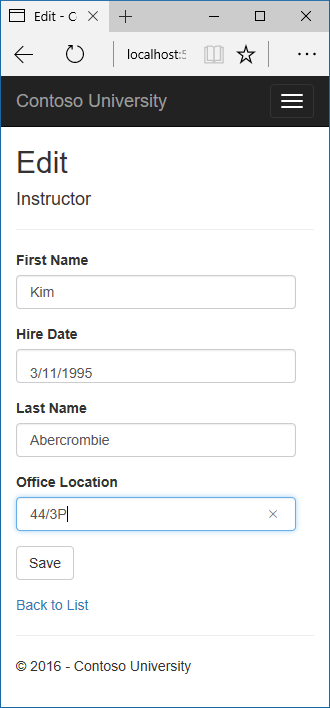 Edit - C
localhost:5
Contoso University
Edit
Instructor
First Name
Kim
Hire Date
3/11/1995
Last Name
Abercrombie
Office Location
44/3P
Save
Back to List
© 2016 - Contoso University